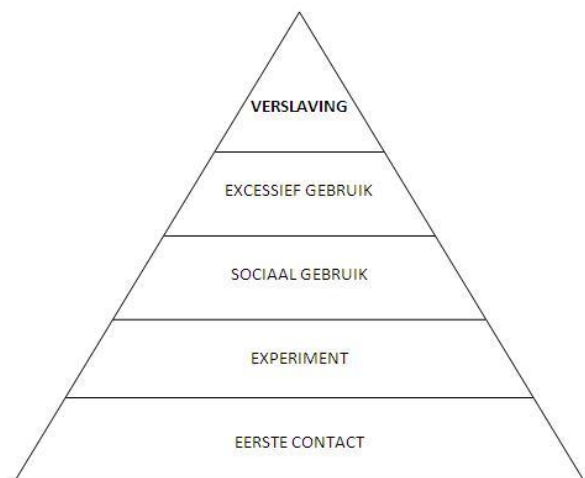 VERSLAVING
EXCESSIEF GEBRUIK
SOCIAAL GEBRUIK
EXPERIMENT
EERSTE CONTACT